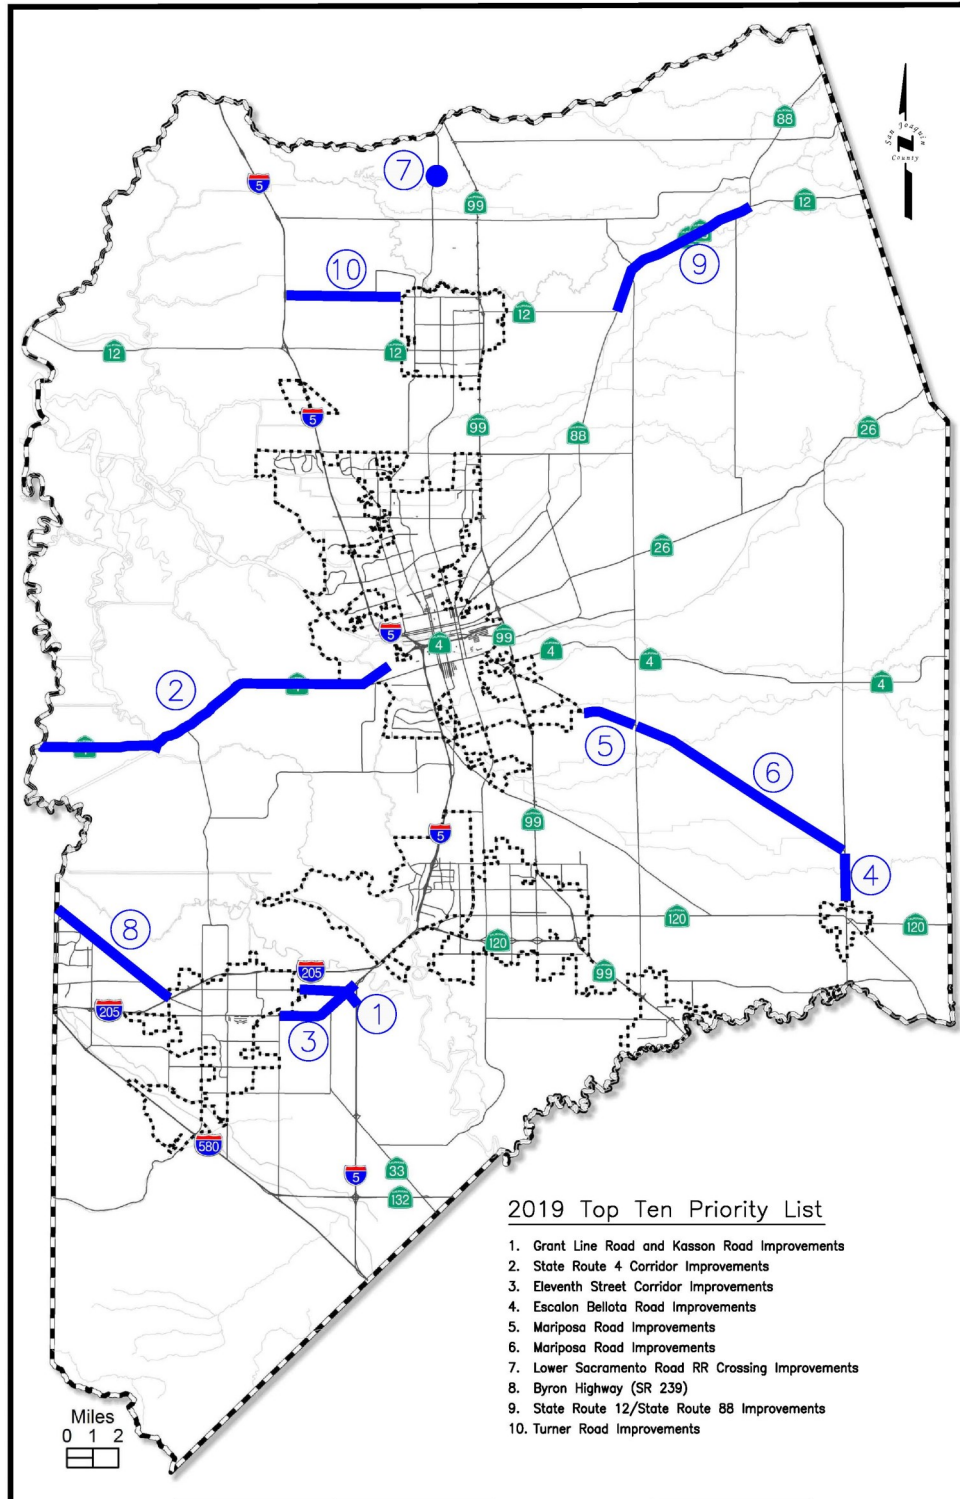 San Joaquin
County
88
7
5
99
12
9
10
12
12
12
5
99
88
26
26
5
4
99
4
4
4
2
5
6
99
5
4
120
120
120
8
205
99
205
1
3
580
5
33
132
2019 Top Ten Priority List
1. Grant Line Road and Kasson Road Improvements
2. State Route 4 Corridor Improvements
3. Eleventh Street Corridor Improvements
4. Escalon Bellota Road Improvements
5. Mariposa Road Improvements
6. Mariposa Road Improvements
7. Lower Sacramento Road RR Crossing Improvements
8. Byron Highway (SR 239)
9. State Route 12/State Route 88 Improvements
10. Turner Road Improvements
Miles
0 1 2